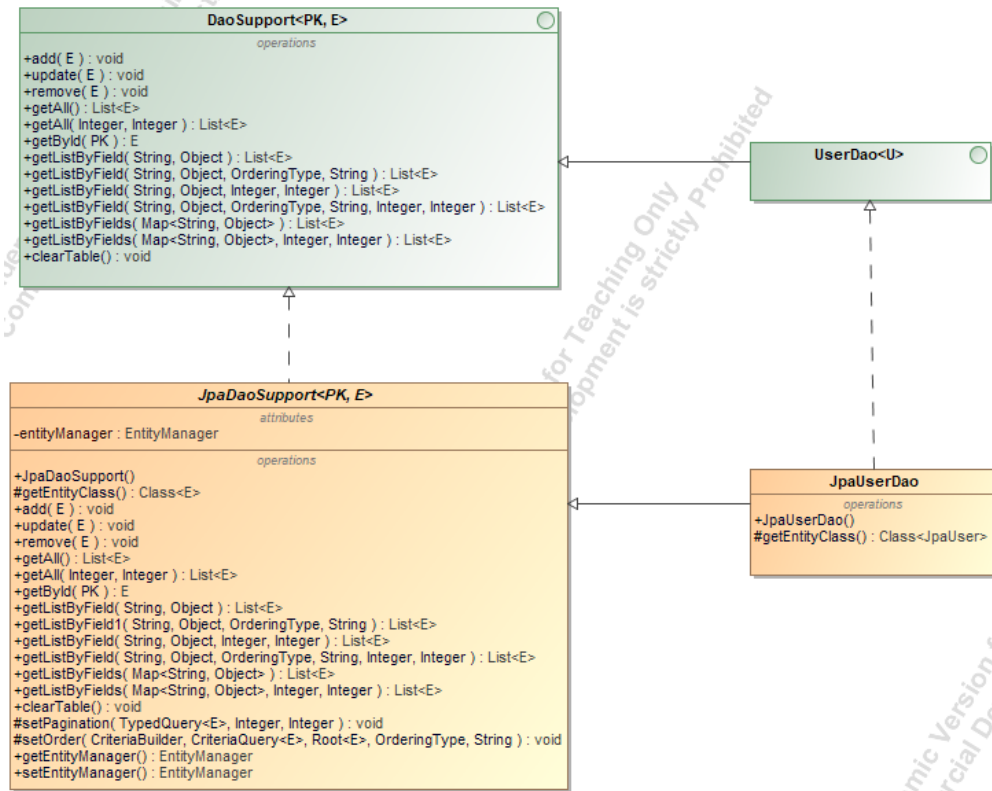 DaoSupport<PK, E>
operations
+add( E ) : void
+update( E ) : void
+remove( E ) : void
+getAll() : List<E>
+getAll( Integer, Integer ) : List<E>
+getById( PK ) : E
+getListByField( String, Object ) : List<E>
+getListByField( String, Object, OrderingType, String ) : List<E>
+getListByField( String, Object, Integer, Integer ) : List<E>
+getListByField( String, Object, OrderingType, String, Integer, Integer ) : List<E>
+getListByFields( Map<String, Object> ) : List<E>
+getListByFields( Map<String, Object>, Integer, Integer ) : List<E>
+clearTable() : void
UserDao<U>
for Teaching Only
is strictly Prohibited
JpaDaoSupport<PK, E>
attributes
-entityManager : EntityManager
operations
+JpaDaoSupport()
#getEntityClass() : Class<E>
+add( E ) : void
+update( E ) : void
+remove( E ) : void
+getAll() : List<E>
+getAll( Integer, Integer ) : List<E>
+getById( PK ) : E
+getListByField( String, Object ) : List<E>
+getListByField1( String, Object, OrderingType, String ) : List<E>
+getListByField( String, Object, Integer, Integer ) : List<E>
+getListByField( String, Object, OrderingType, String, Integer, Integer ) : List<E>
+getListByFields( Map<String, Object> ) : List<E>
+getListByFields( Map<String, Object>, Integer, Integer ) : List<E>
+clearTable() : void
#setPagination( TypedQuery<E>, Integer, Integer ) : void
#setOrder( CriteriaBuilder, CriteriaQuery<E>, Root<E>, OrderingType, String ) : void
+getEntityManager() : EntityManager
+setEntityManager() : EntityManager
JpaUserDao
operations
+JpaUserDao()
#getEntityClass() : Class<JpaUser>
Version